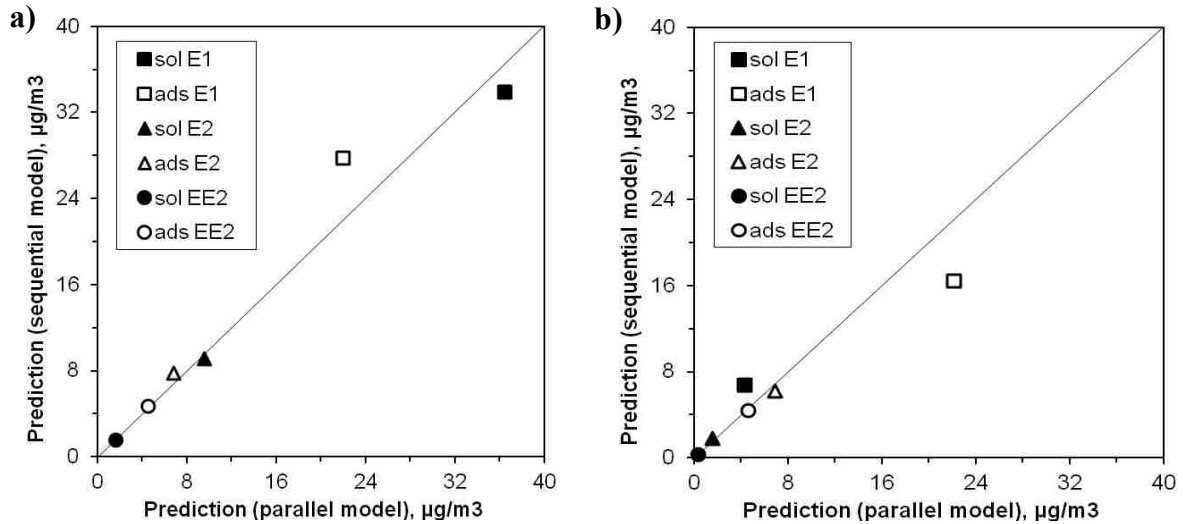 a)
Prediction (sequential model), µg/m3
40
32
24
16
8
0
sol E1
ads E1
sol E2
ads E2
sol EE2
ads EE2
0 8 16 24 32 40
Prediction (parallel model), µg/m3
b)
Prediction (sequential model), µg/m3
40
32
24
16
8
0
sol E1
ads E1
sol E2
ads E2
sol EE2
ads EE2
0 8 16 24 32 40
Prediction (parallel model), µg/m3